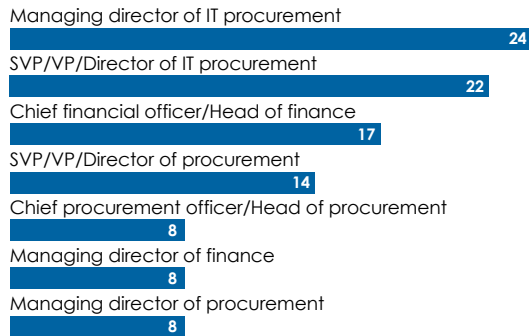 Managing director of IT procurement
24
SVP/VP/Director of IT procurement
22
Chief financial officer/Head of finance
17
SVP/VP/Director of procurement
14
Chief procurement officer/Head of procurement
8
Managing director of finance
8
Managing director of procurement
8